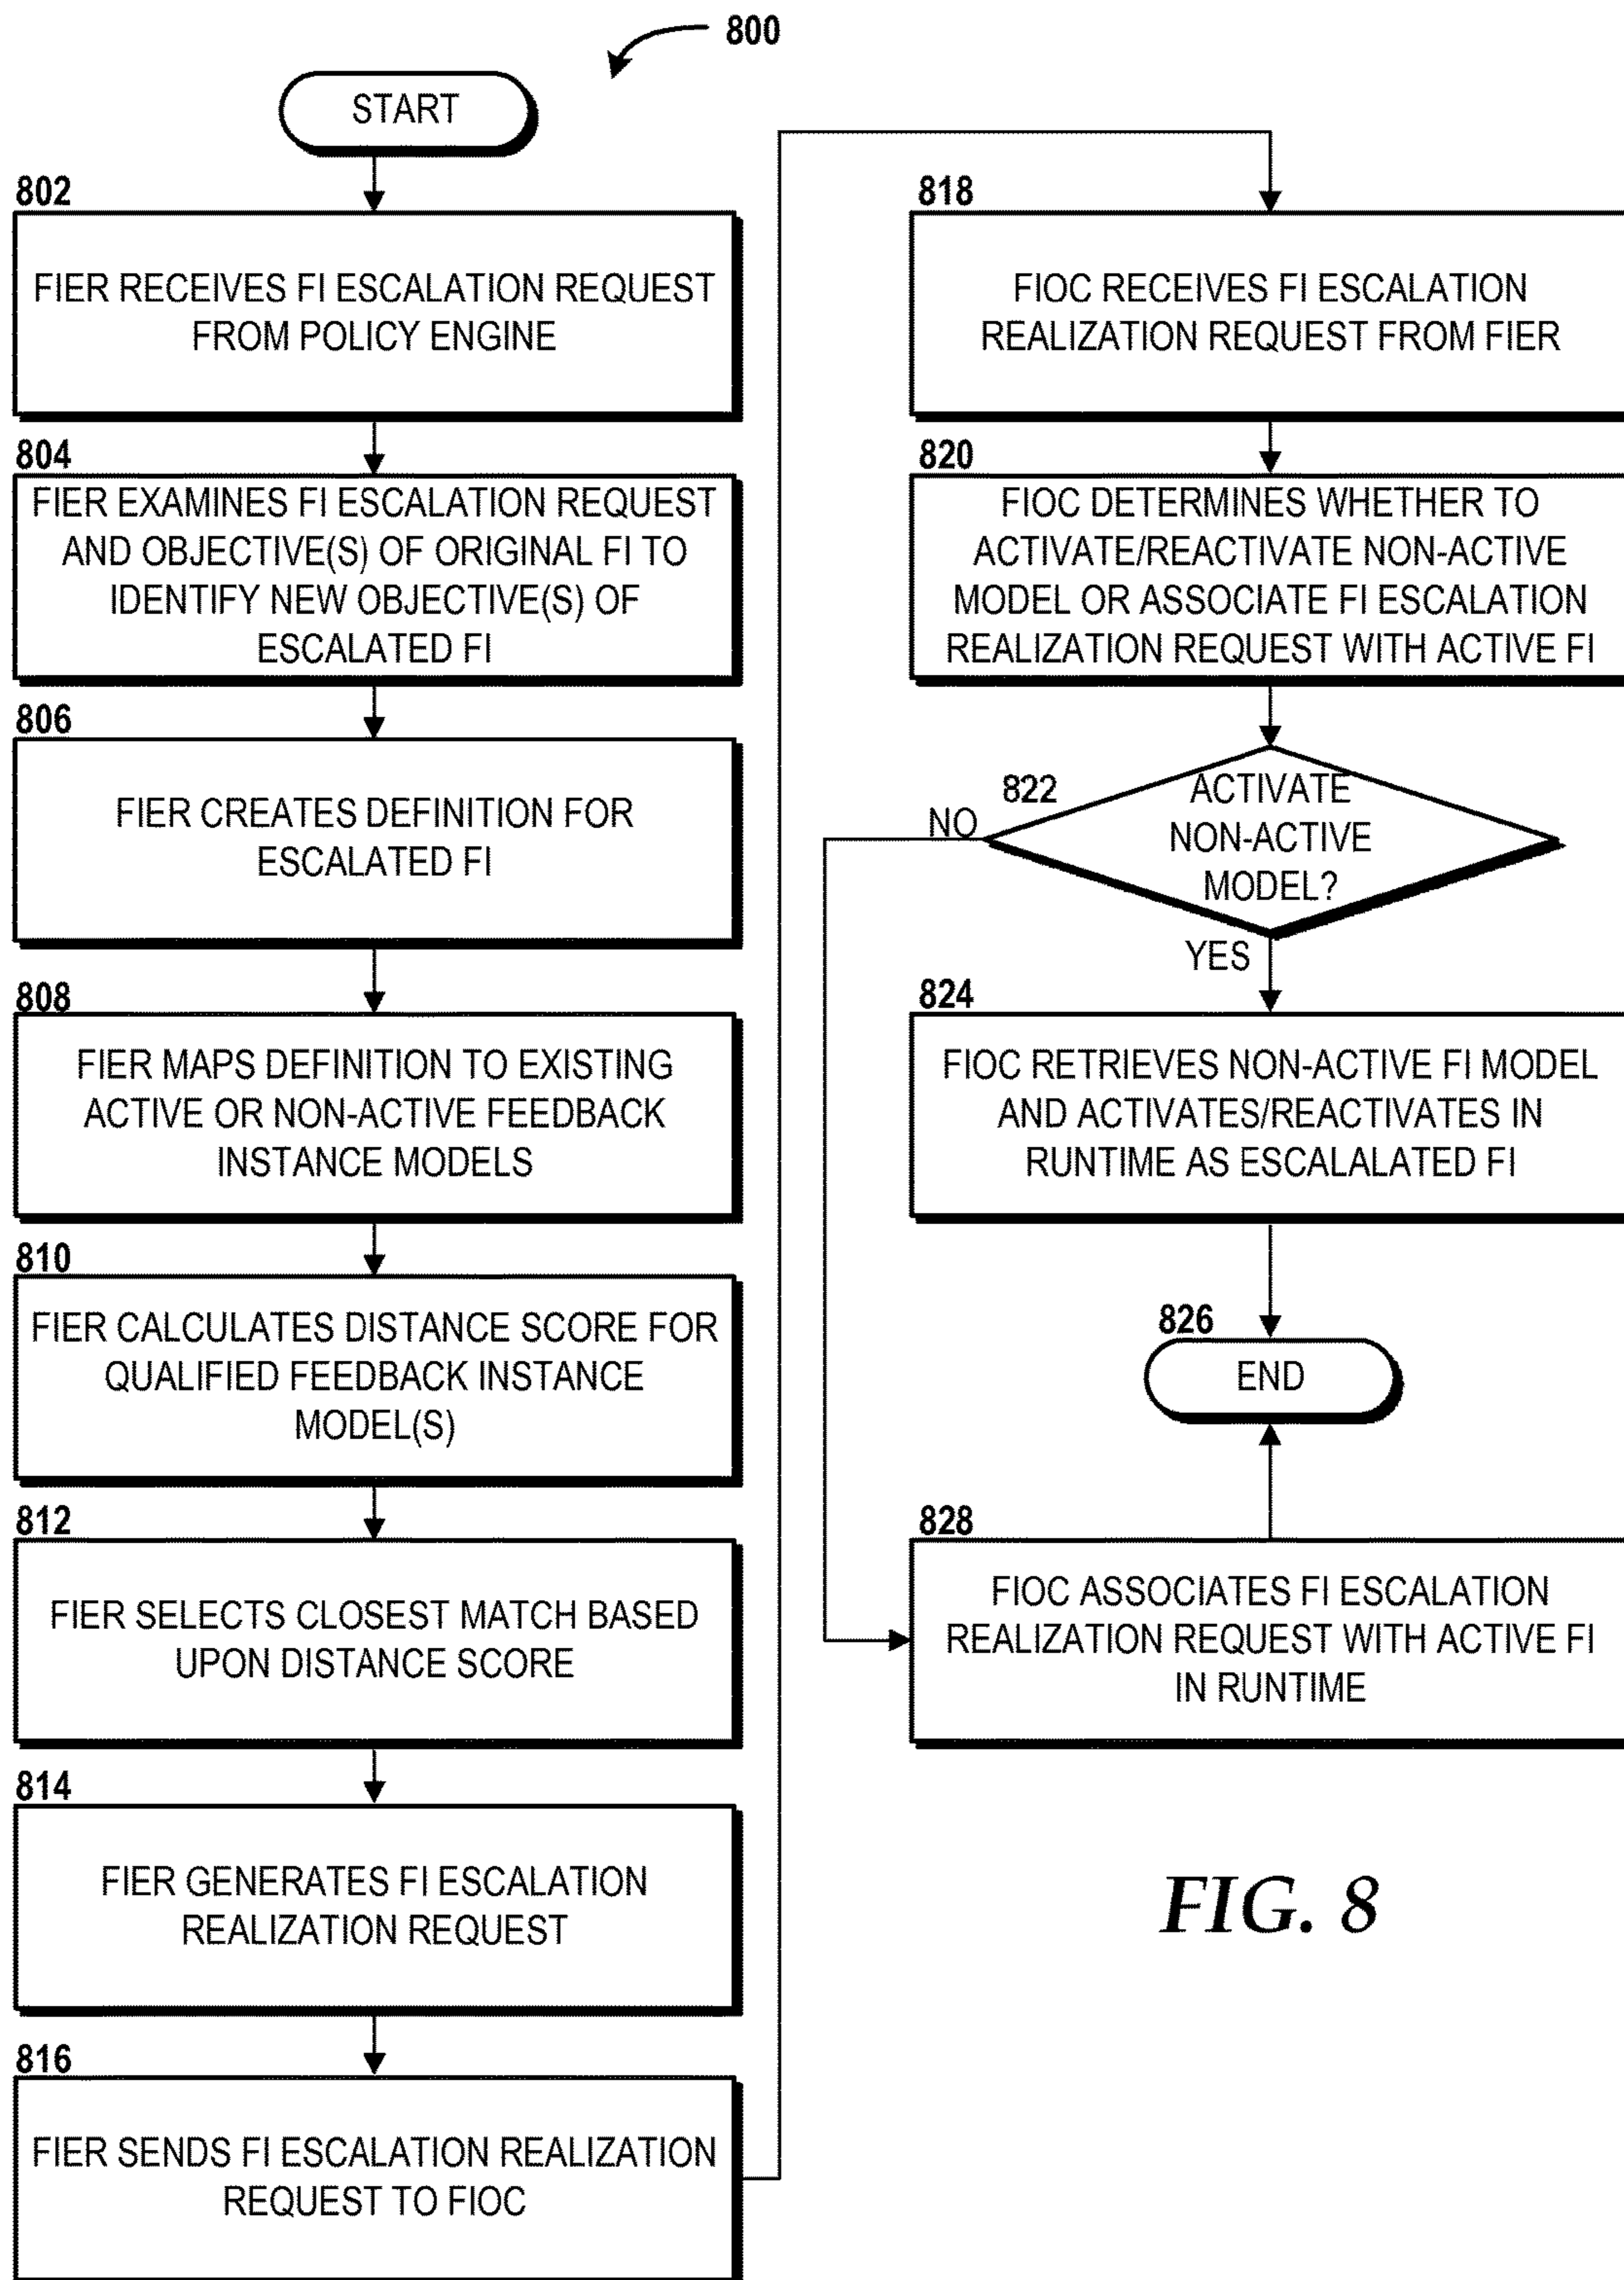 800
START
802
FIER RECEIVES FI ESCALATION REQUEST
FROM POLICY ENGINE
804
FIER EXAMINES FI ESCALATION REQUEST
AND OBJECTIVE(S) OF ORIGINAL FI TO
IDENTIFY NEW OBJECTIVE(S) OF
ESCALATED FI
806
FIER CREATES DEFINITION FOR
ESCALATED FI
808
FIER MAPS DEFINITION TO EXISTING
ACTIVE OR NON-ACTIVE FEEDBACK
INSTANCE MODELS
810
FIER CALCULATES DISTANCE SCORE FOR
QUALIFIED FEEDBACK INSTANCE
MODEL(S)
812
FIER SELECTS CLOSEST MATCH BASED
UPON DISTANCE SCORE
814
FIER GENERATES FI ESCALATION
REALIZATION REQUEST
816
FIER SENDS FI ESCALATION REALIZATION
REQUEST TO FIOC
818
FIOC RECEIVES FI ESCALATION
REALIZATION REQUEST FROM FIER
820
FIOC DETERMINES WHETHER TO
ACTIVATE/REACTIVATE NON-ACTIVE
MODEL OR ASSOCIATE FI ESCALATION
REALIZATION REQUEST WITH ACTIVE FI
822
ACTIVATE
NON-ACTIVE
MODEL?
NO
YES
824
FIOC RETRIEVES NON-ACTIVE FI MODEL
AND ACTIVATES/REACTIVATES IN
RUNTIME AS ESCALALATED FI
826
END
828
FIOC ASSOCIATES FI ESCALATION
REALIZATION REQUEST WITH ACTIVE FI
IN RUNTIME
FIG. 8